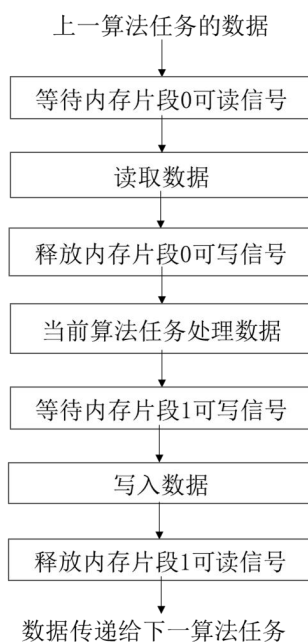 上一算法任务的数据
等待内存片段0可读信号
读取数据
释放内存片段0可写信号
当前算法任务处理数据
等待内存片段1可写信号
写入数据
释放内存片段1可读信号
数据传递给下一算法任务